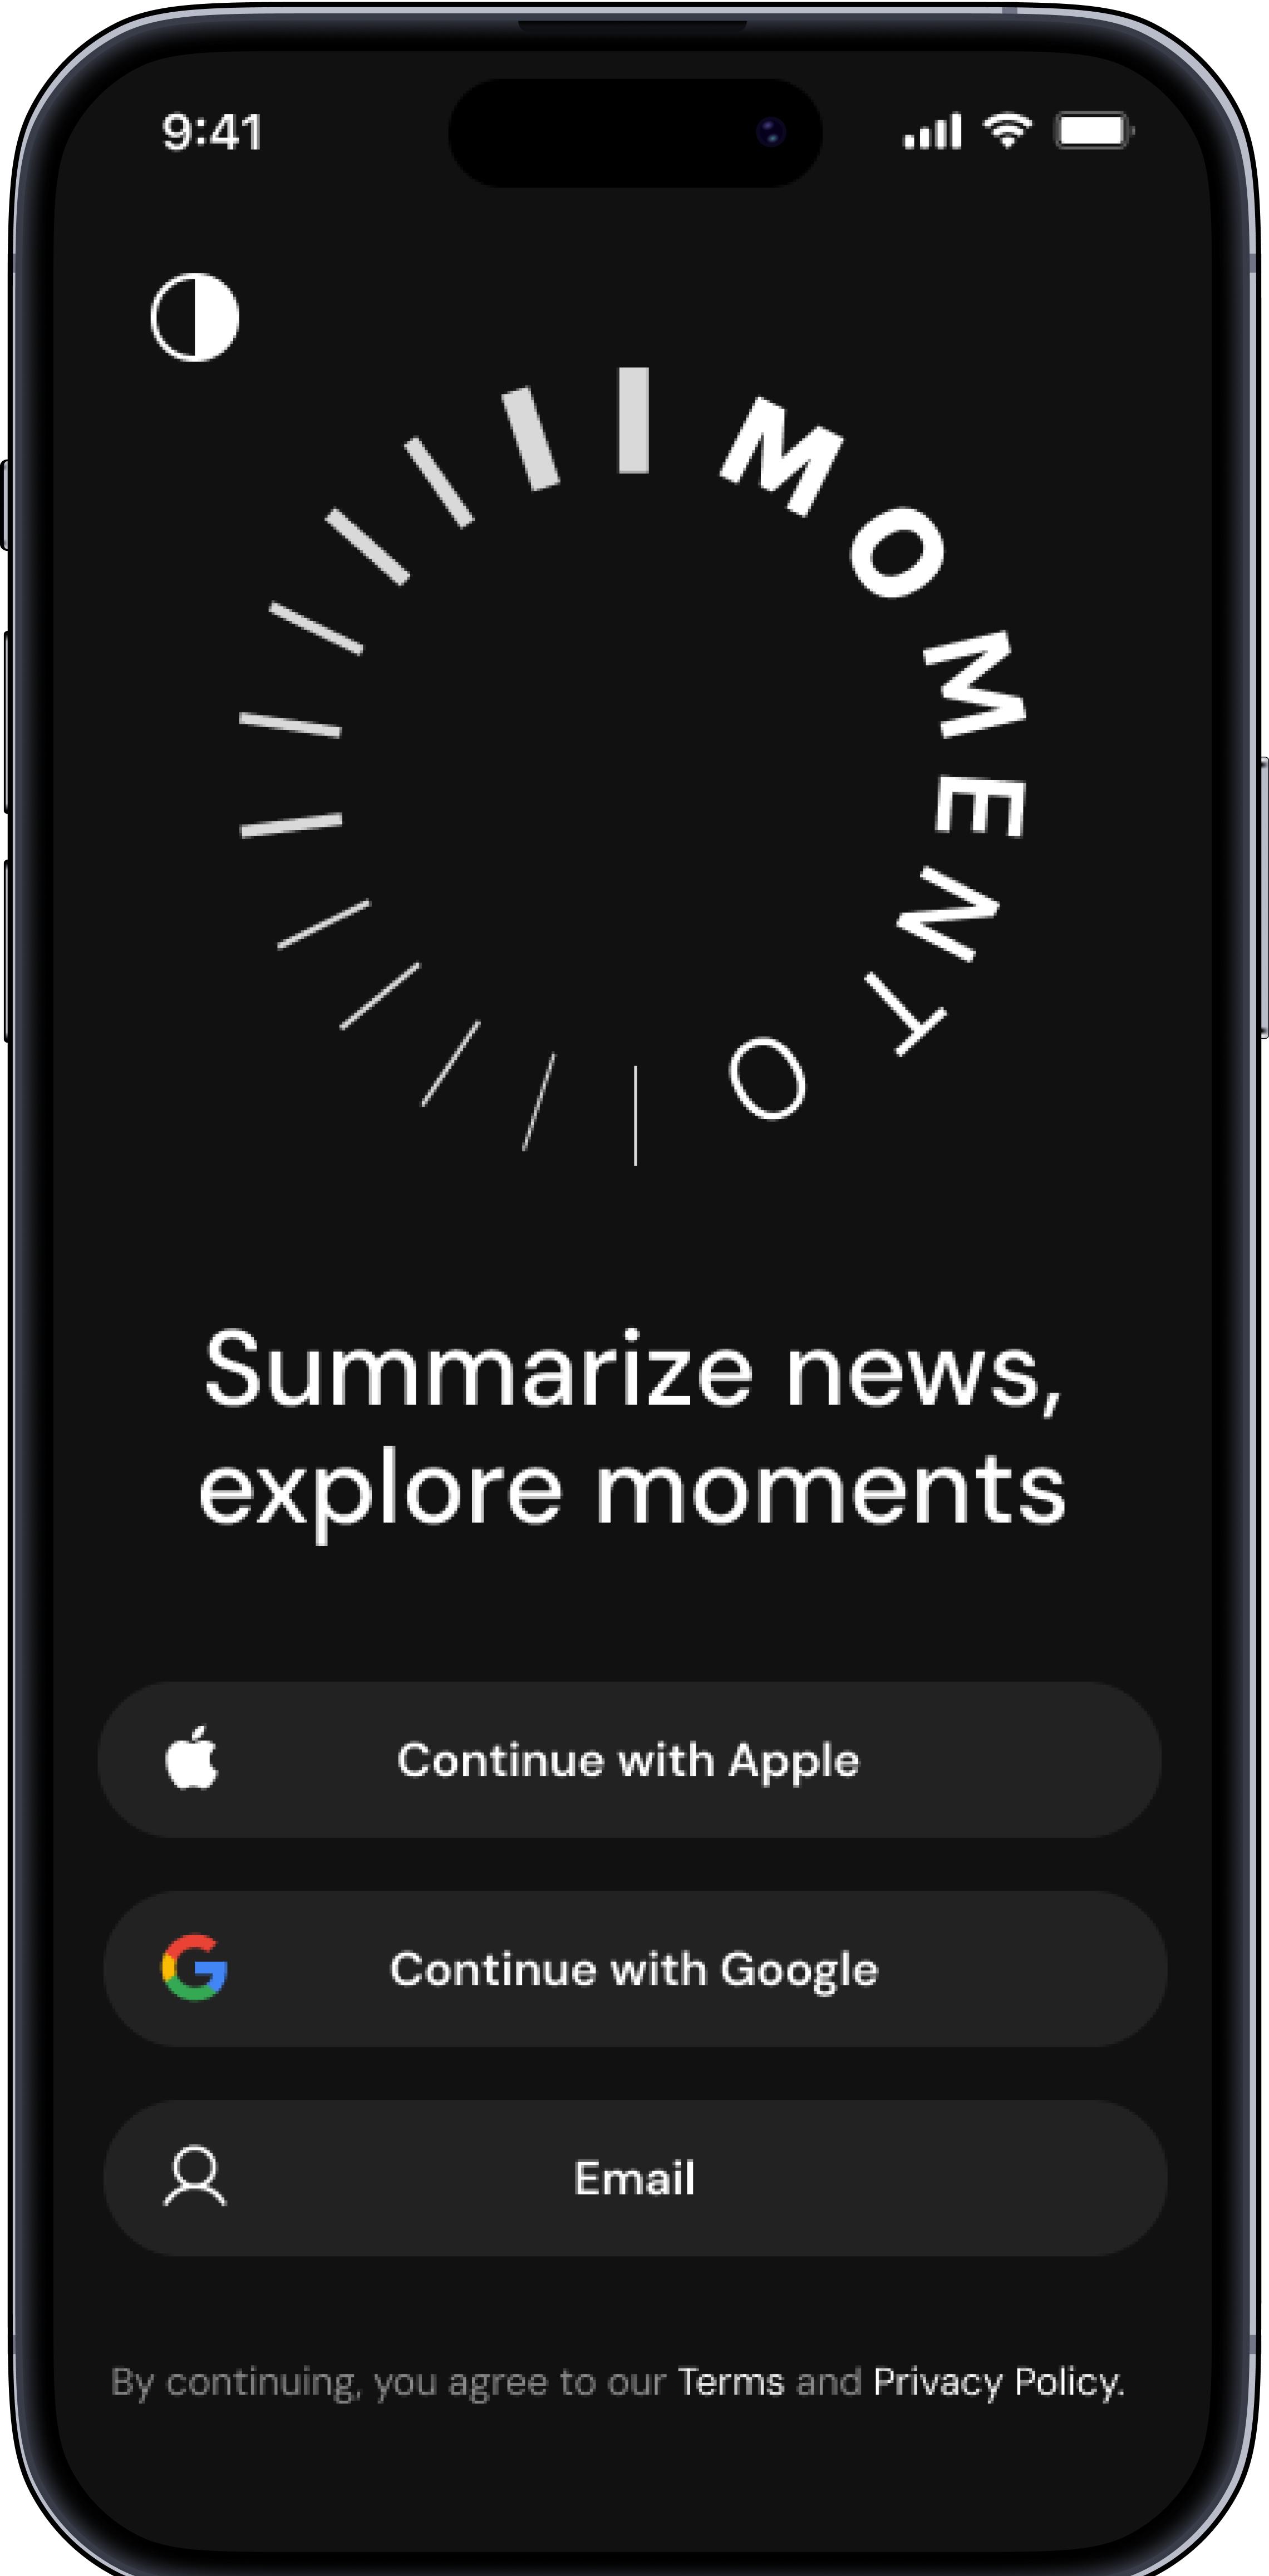 9:41
MOMENTO
Summarize news,
explore moments
Continue with Apple
Continue with Google
Email
By continuing, you agree to our Terms and Privacy Policy.